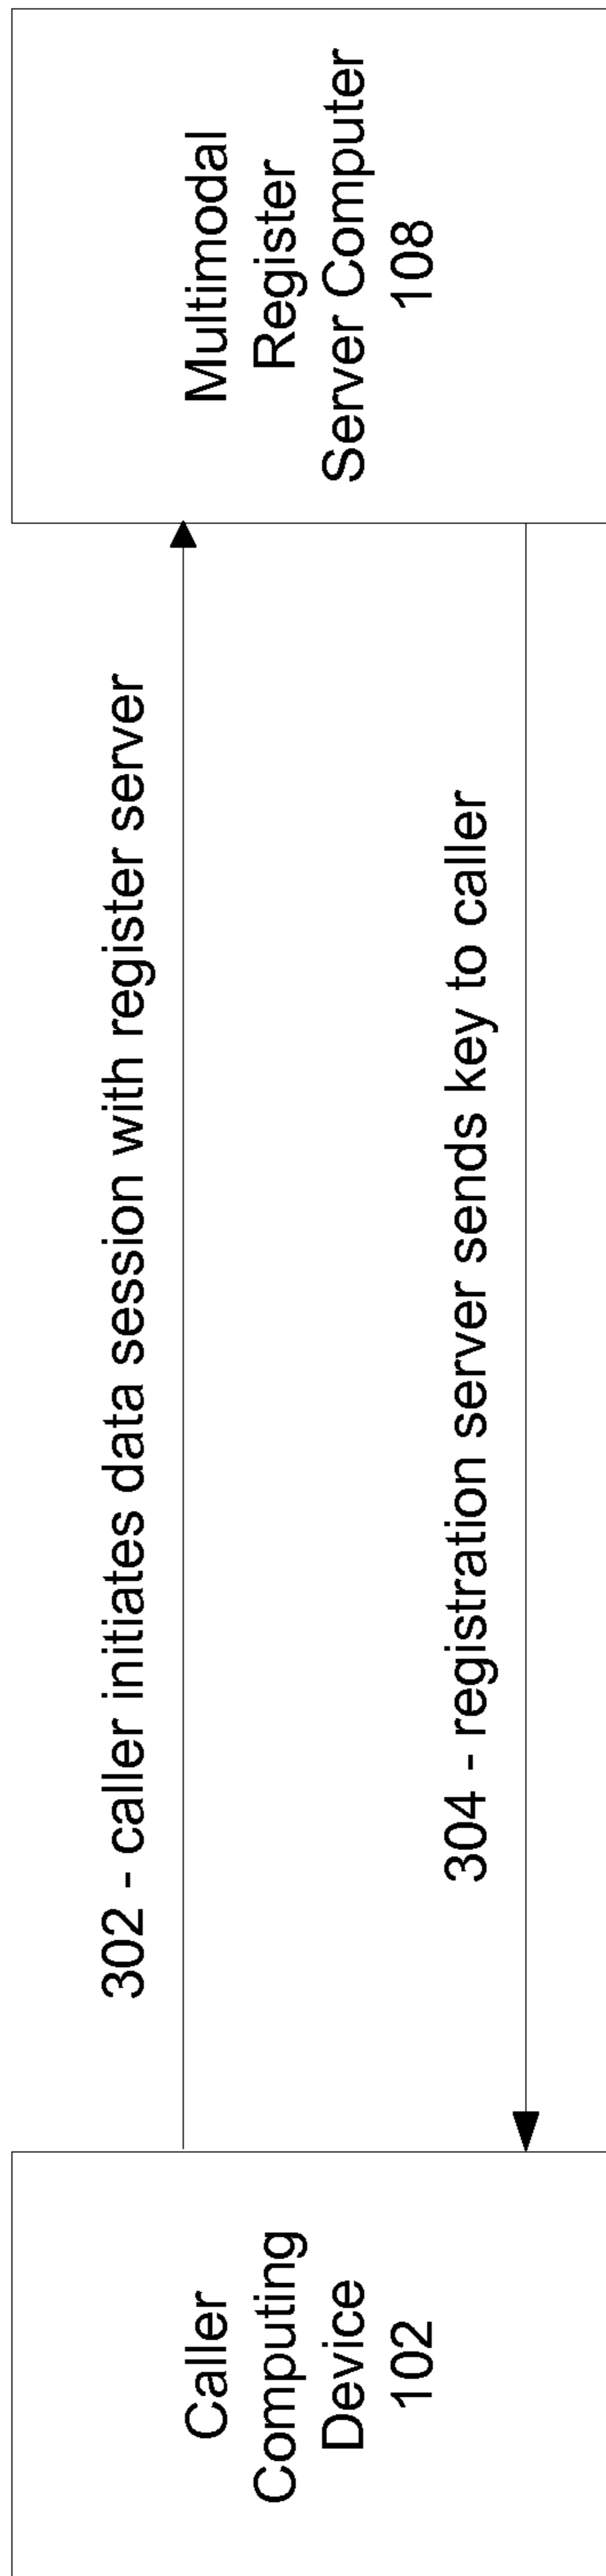 Caller
Computing
Device
102
302 - caller initiates data session with register server
304 - registration server sends key to caller
Multimodal
Register
Server Computer
108